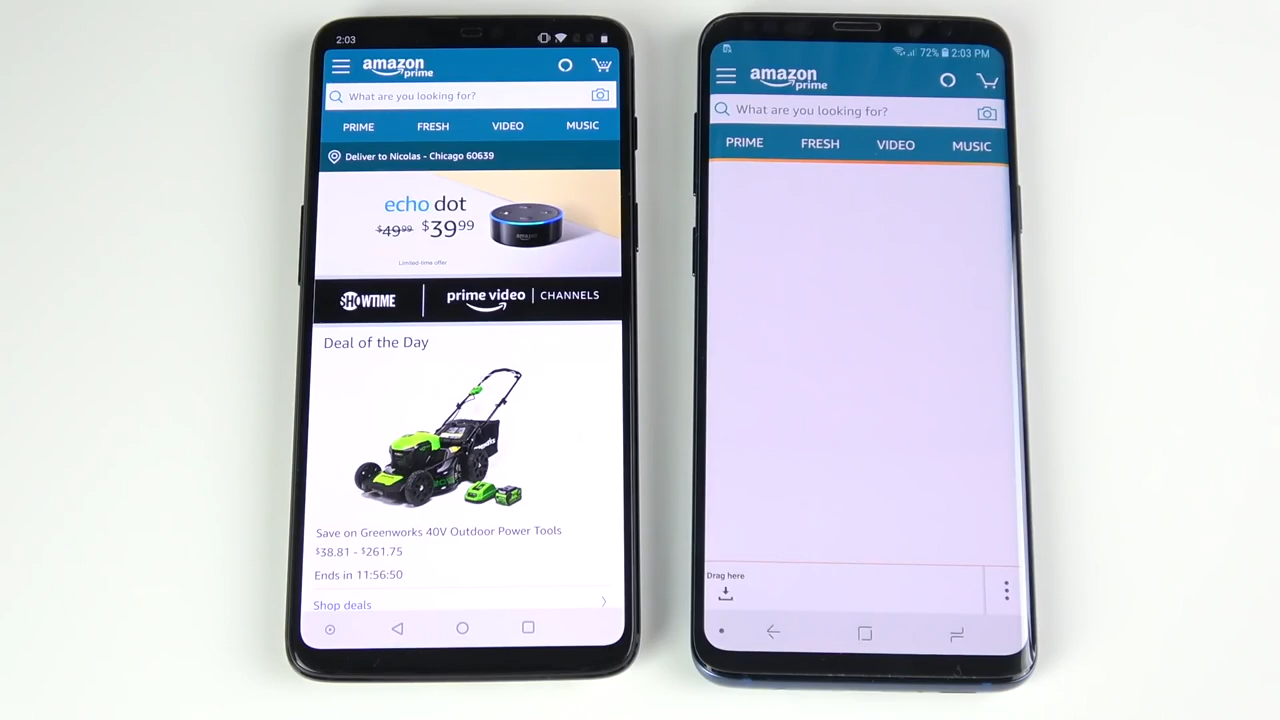 2:03
amazon
prime
What are you looking for?
PRIME FRESH VIDEO MUSIC
Deliver to Nicolas - Chicago 60639
echo dot
$49.99 $39.99
Limited-time offer
SHOWTIME prime video CHANNELS
Deal of the Day
Save on Greenworks 40V Outdoor Power Tools
$38.81 - $261.75
Ends in 11:56:50
Shop deals
72% 2:03 PM
amazon
prime
What are you looking for?
PRIME FRESH VIDEO MUSIC
Drag here